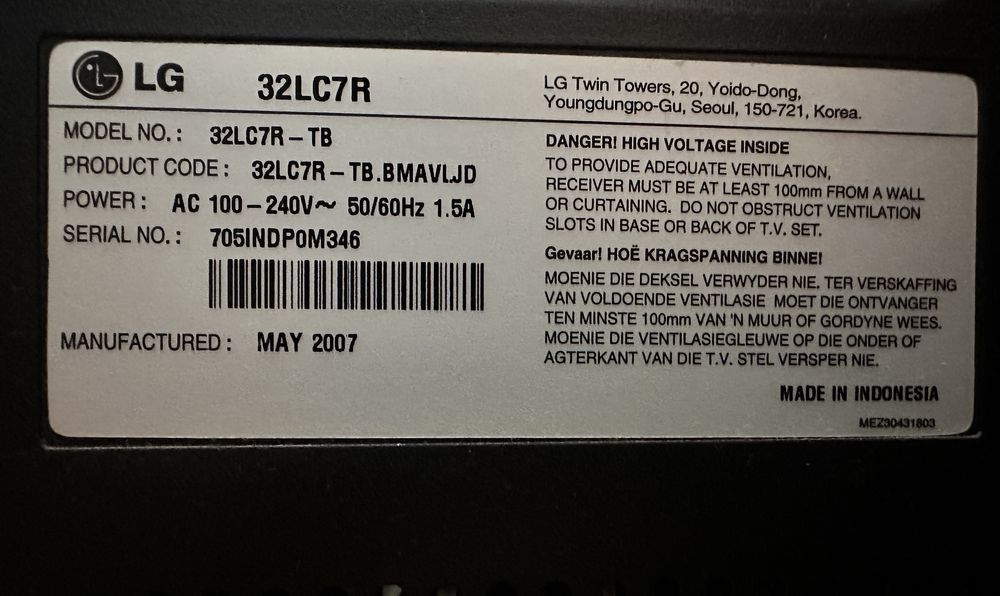 LG 32LC7R
LG Twin Towers, 20, Yoido-Dong,
Youngdungpo-Gu, Seoul, 150-721, Korea.
MODEL NO. : 32LC7R – TB
PRODUCT CODE : 32LC7R – TB.BMAVLJD
POWER : AC 100 – 240V~ 50/60Hz 1.5A
SERIAL NO. : 705INDP0M346
MANUFACTURED : MAY 2007
DANGER! HIGH VOLTAGE INSIDE
TO PROVIDE ADEQUATE VENTILATION,
RECEIVER MUST BE AT LEAST 100mm FROM A WALL
OR CURTAINING. DO NOT OBSTRUCT VENTILATION
SLOTS IN BASE OR BACK OF T.V. SET.
Gevaar! HOË KRAGSPANNING BINNE!
MOENIE DIE DEKSEL VERWYDER NIE. TER VERSKAFFING
VAN VOLDOENDE VENTILASIE MOET DIE ONTVANGER
TEN MINSTE 100mm VAN 'N MUUR OF GORDYNE WEES.
MOENIE DIE VENTILASIEGLEUWE OP DIE ONDER OF
AGTERKANT VAN DIE T.V. STEL VERSPER NIE.
MADE IN INDONESIA
MEZ30431803